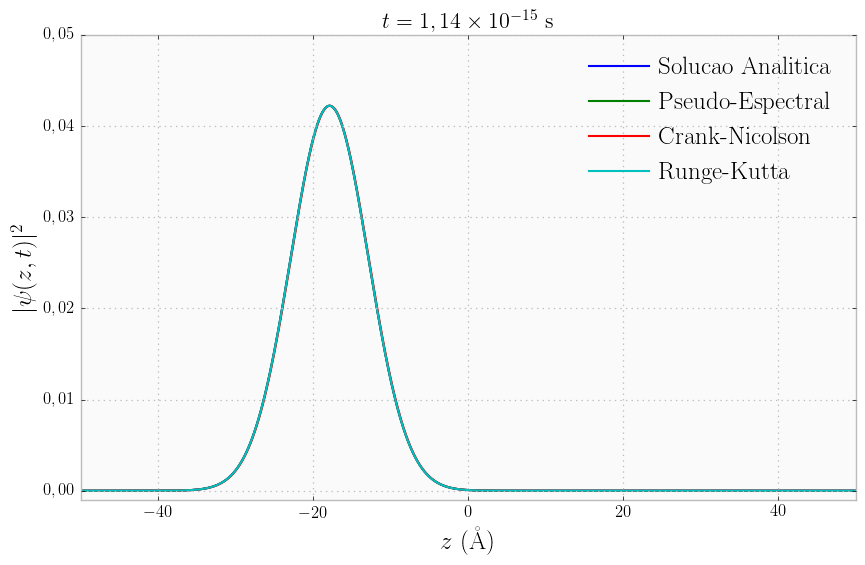 t = 1, 14 × 10⁻¹⁵ s
0, 05
0, 04
0, 03
0, 02
0, 01
0, 00
|ψ(z, t)|²
Solucao Analitica
Pseudo-Espectral
Crank-Nicolson
Runge-Kutta
−40 −20 0 20 40
z (Å)